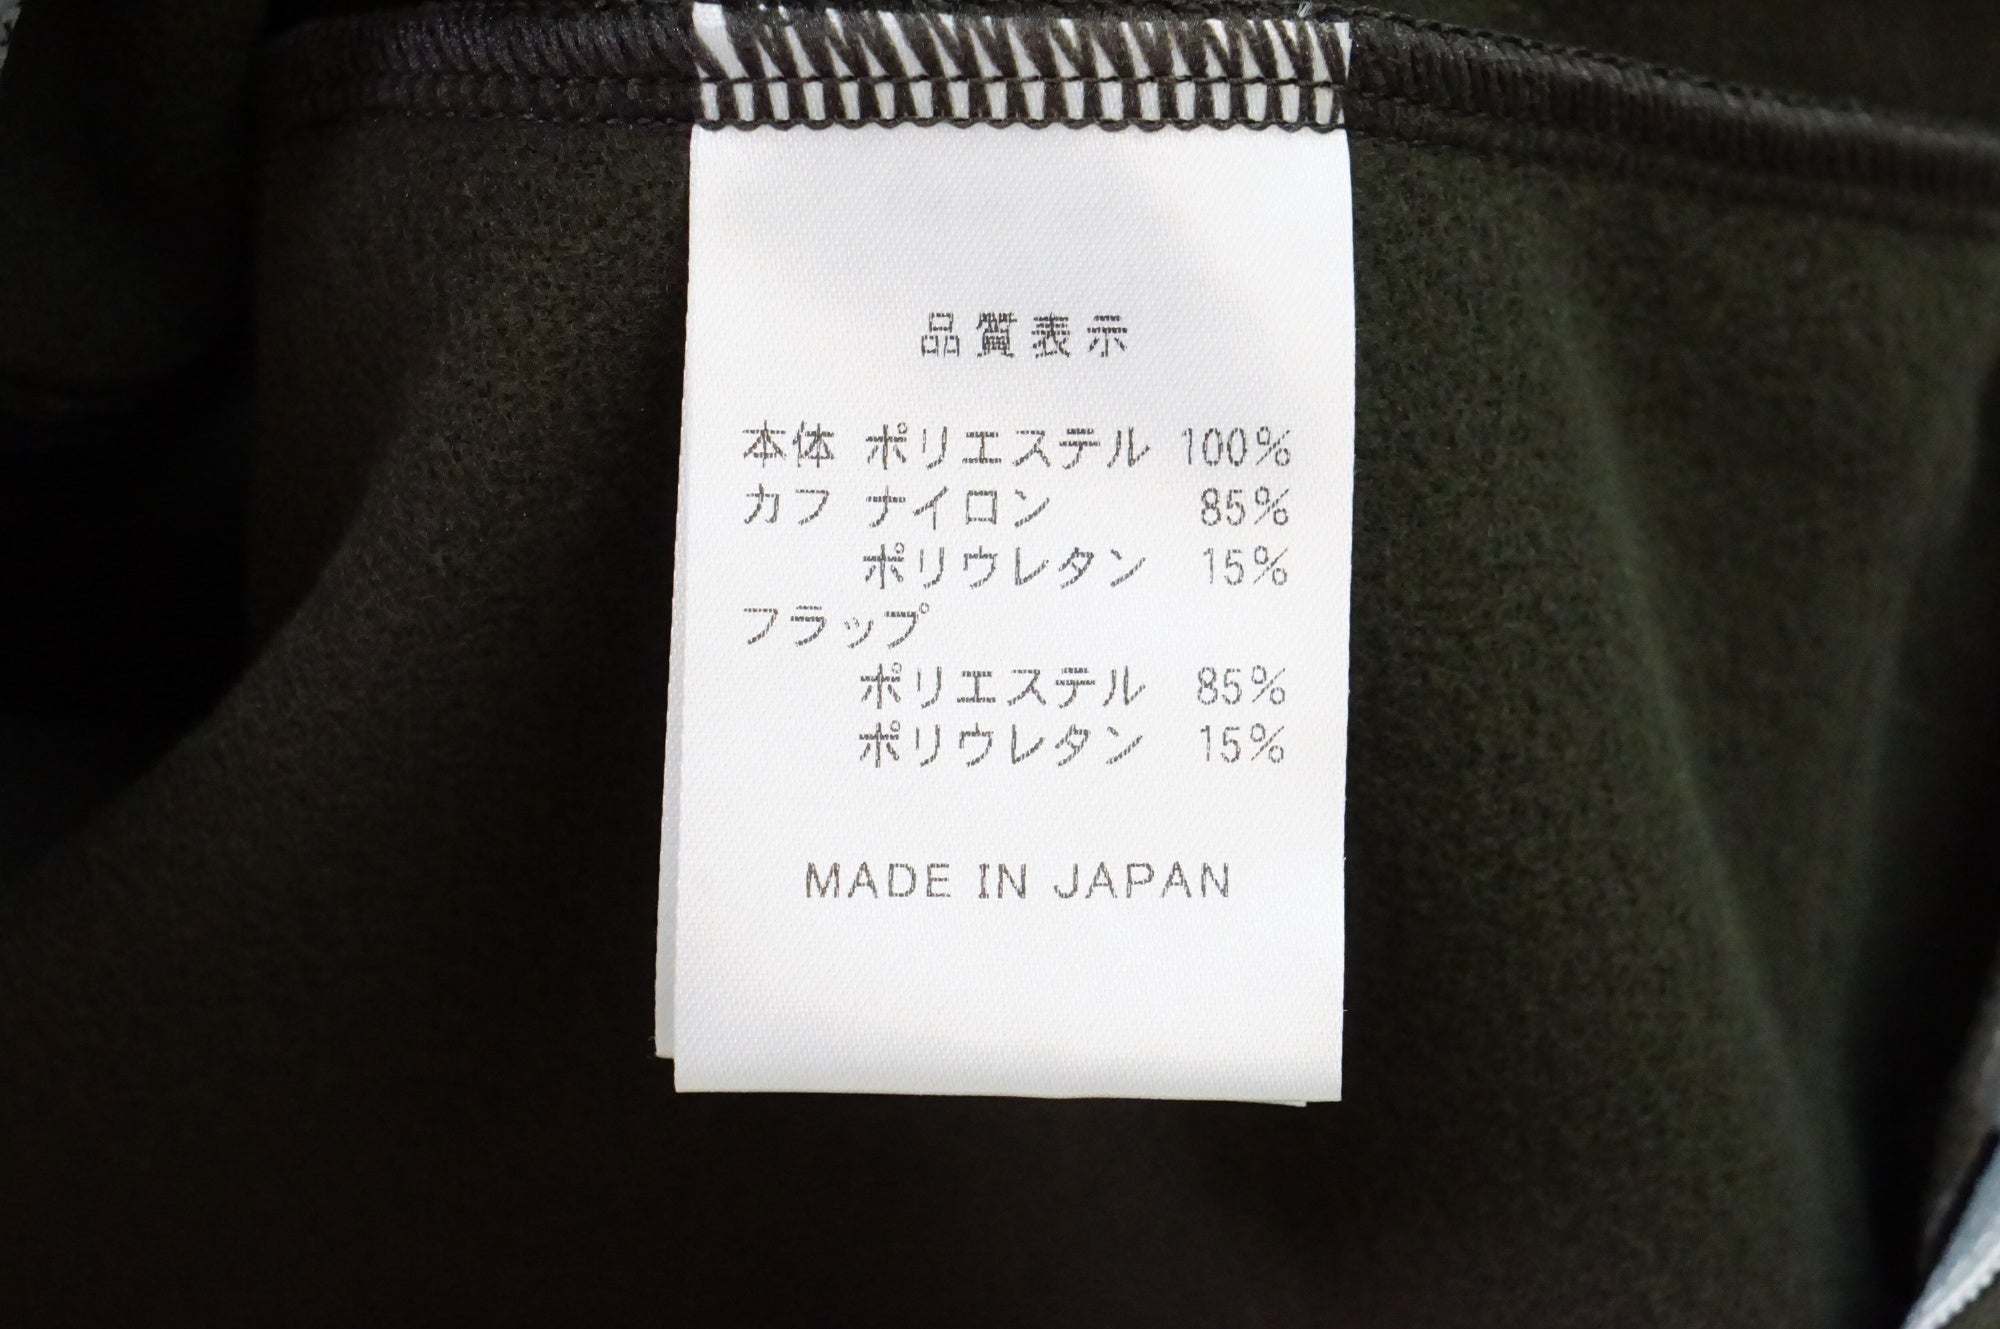 品質表示
本体 ポリエステル 100%
カフ ナイロン 85%
ポリウレタン 15%
フラップ
ポリエステル 85%
ポリウレタン 15%
MADE IN JAPAN